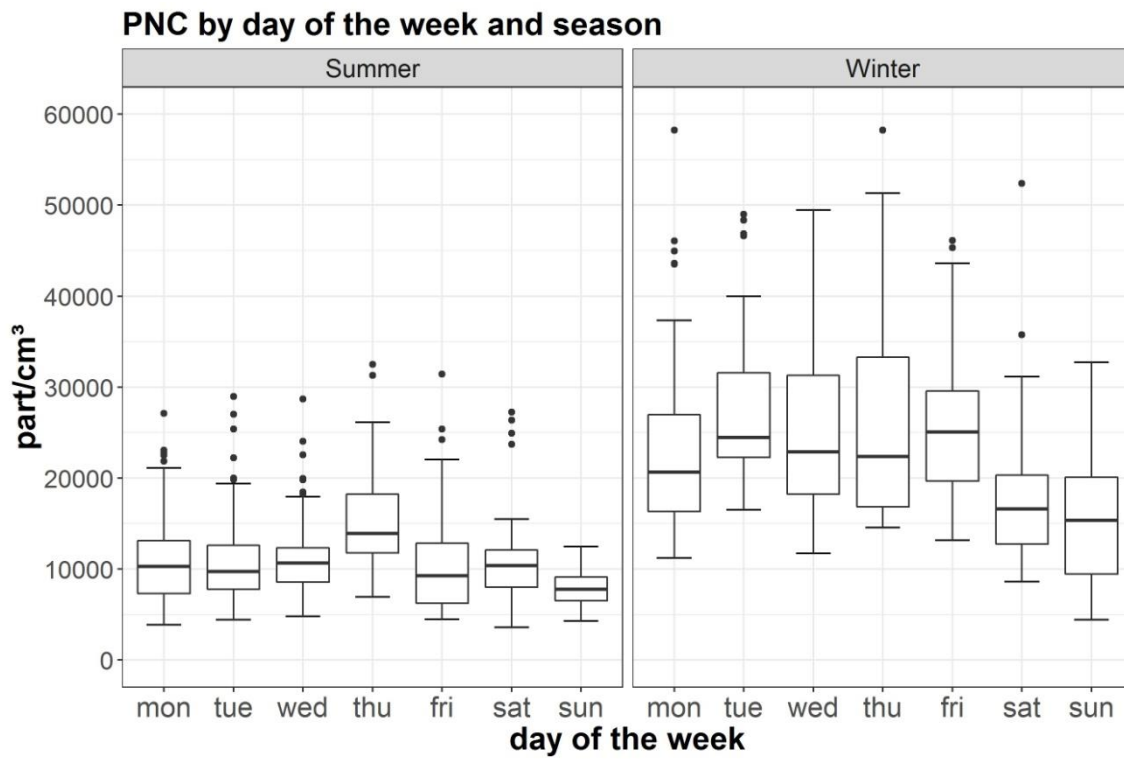 PNC by day of the week and season
Summer Winter
60000
50000
40000
30000
20000
10000
0
part/cm³
mon tue wed thu fri sat sun mon tue wed thu fri sat sun
day of the week